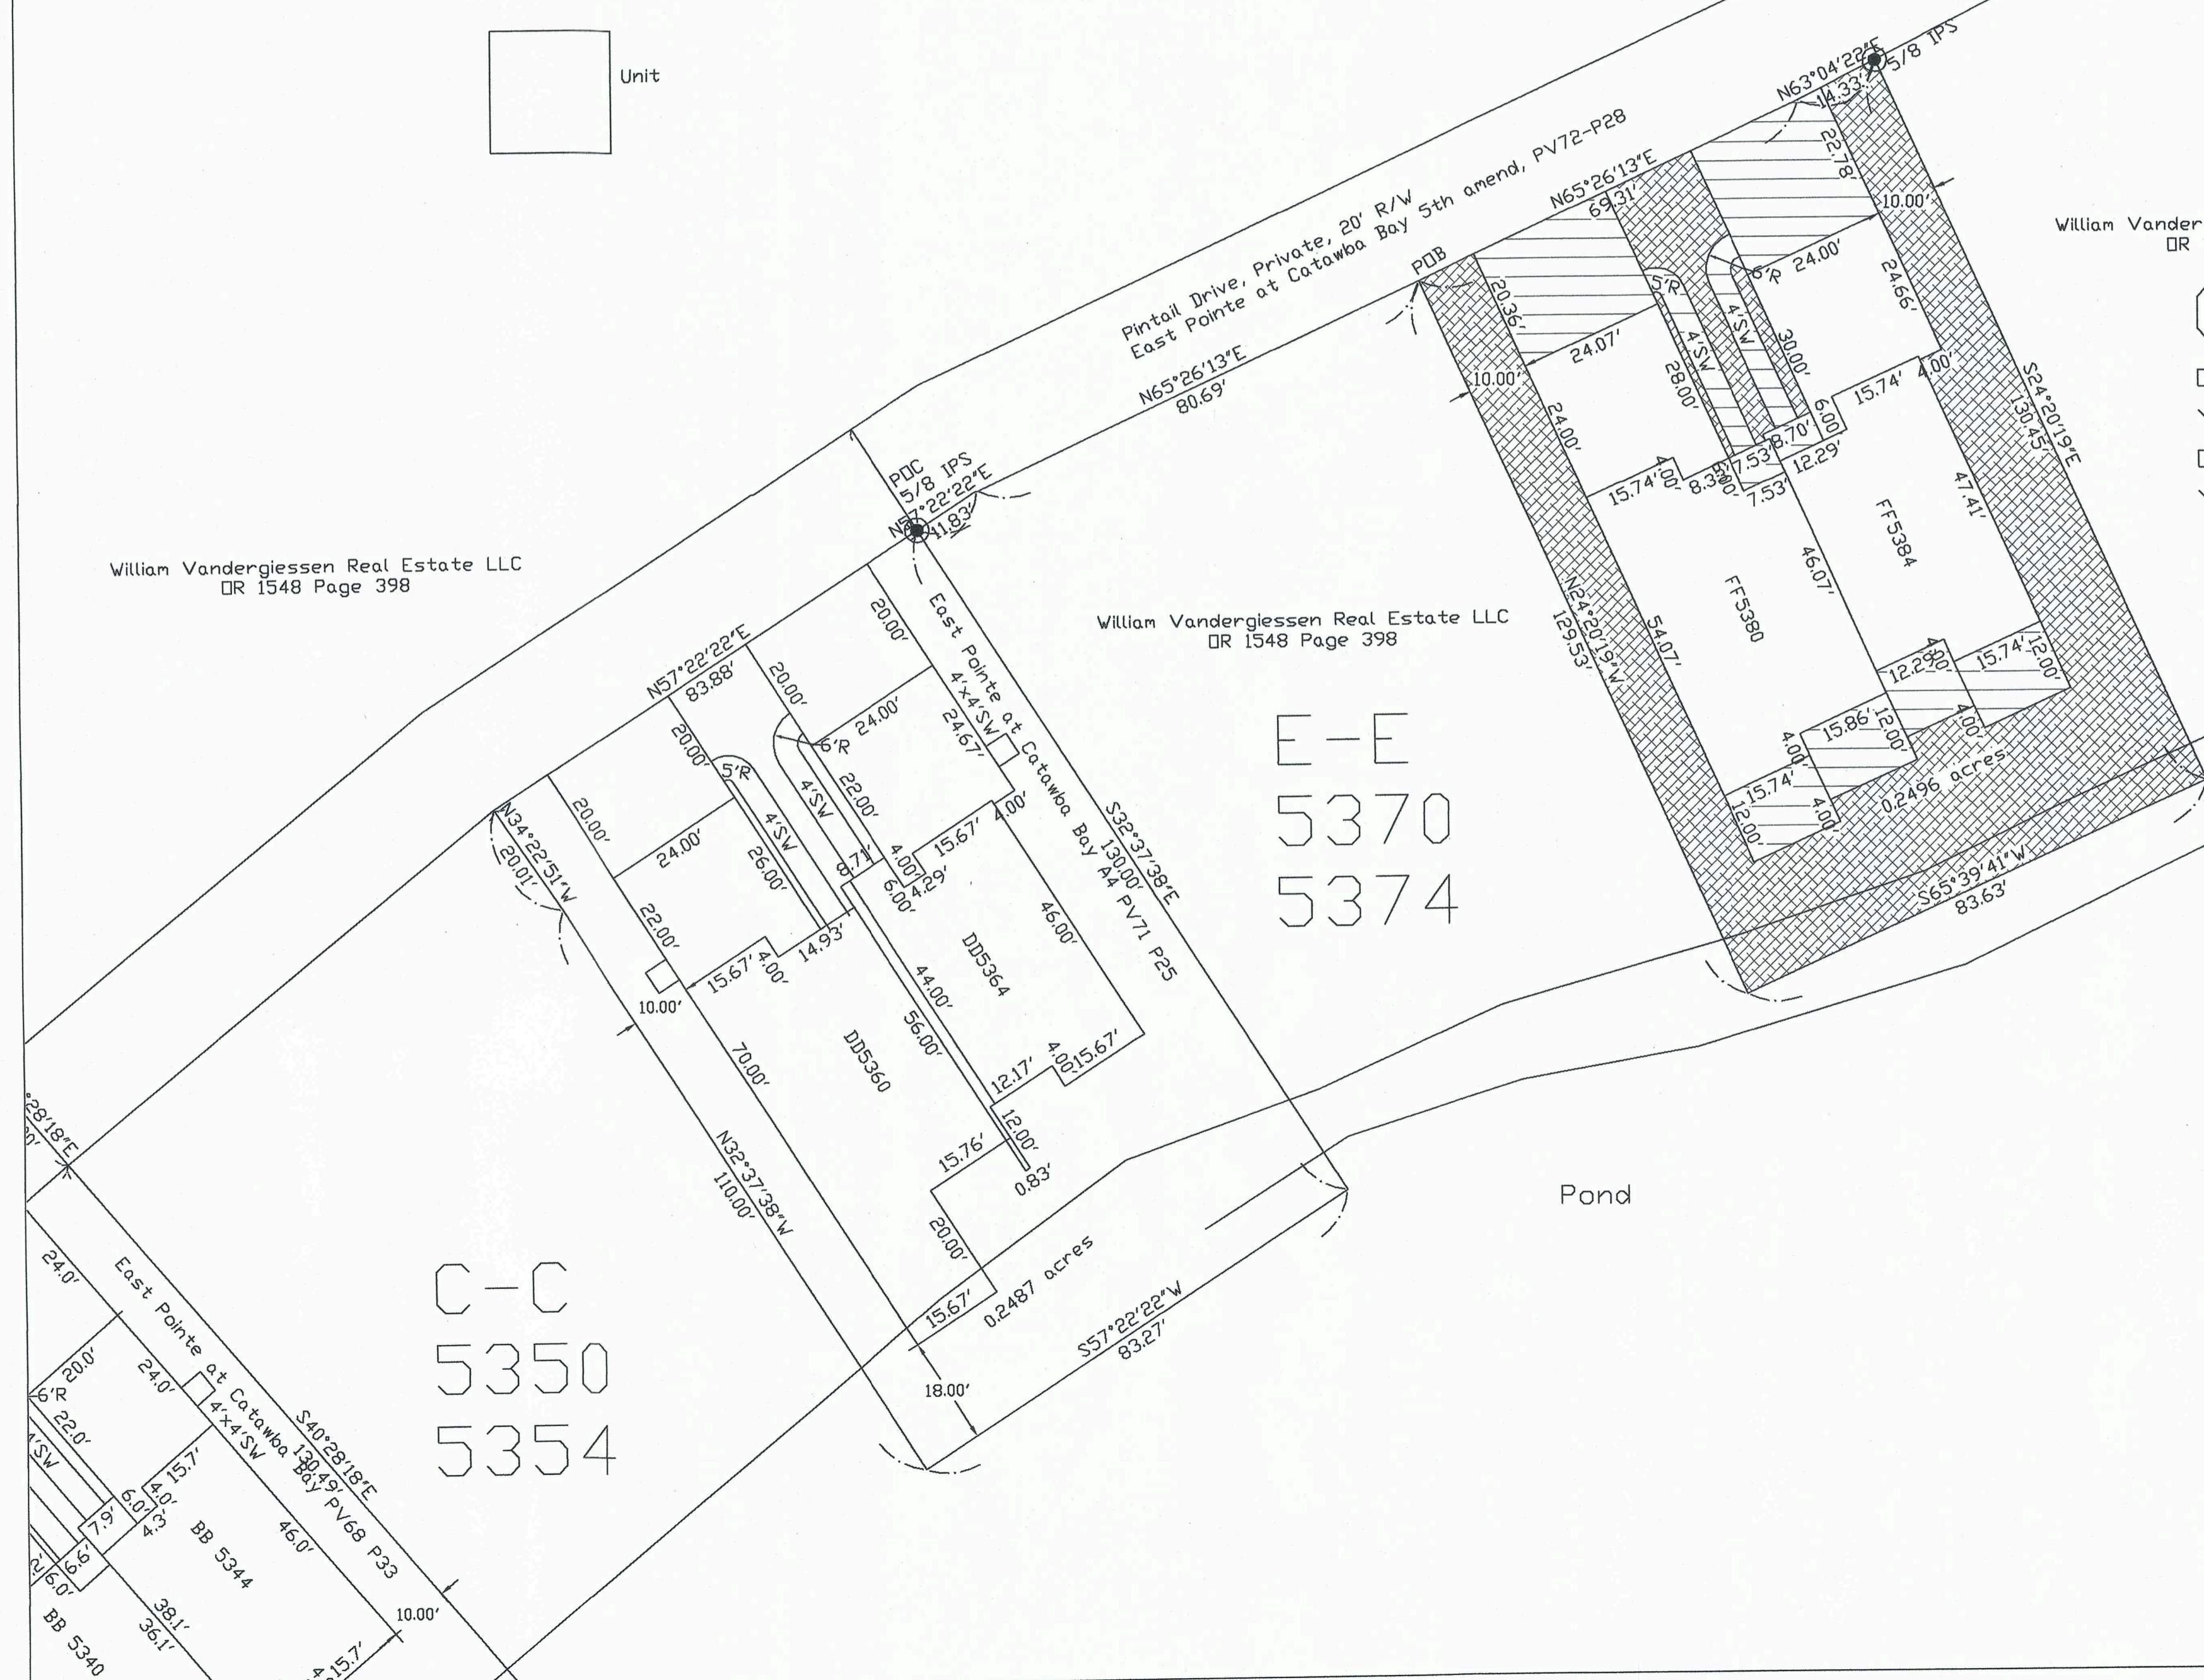 Unit
N63°04'22"E
14.33'
5/8 IPS
22.78'
10.00'
William Vander
OR
Pintail Drive, Private, 20' R/W
East Pointe at Catawba Bay 5th amend, PV72-P28
N65°26'13"E
69.31'
POB
N65°26'13"E
80.69'
20.36'
24.07'
10.00'
24.00'
28.00'
5'R
4'SW
4'SW
6'R
24.00'
30.00'
24.66'
15.74'
4.00'
6.00'
8.70'
12.29'
7.53'
7.53'
15.74'
4.00'
S24°20'19"E
130.45'
47.41'
FF5384
46.07'
FF5380
54.07'
N24°20'19"W
129.53'
12.29'
4.00'
15.74'
12.00'
15.86'
12.00'
4.00'
4.00'
15.74'
4.00'
12.00'
0.2496 acres
S65°39'41"W
83.63'
POC
5/8 IPS
N57°22'22"E
11.83'
William Vandergiessen Real Estate LLC
OR 1548 Page 398
William Vandergiessen Real Estate LLC
OR 1548 Page 398
E-E
5370
5374
N57°22'22"E
83.88'
20.00'
20.00'
20.00'
20.00'
24.00'
24.00'
24.67'
4'x4'SW
East Pointe at Catawba Bay A4 PV71 P25
S32°37'38"E
130.00'
5'R
6'R
4'SW
4'SW
22.00'
26.00'
22.00'
8.71'
4.00'
6.00'
4.29'
15.67'
4.00'
N34°22'51"W
20.01'
10.00'
15.67'
4.00'
14.93'
46.00'
DD5364
44.00'
56.00'
DD5360
70.00'
12.17'
4.00'
15.67'
12.00'
15.76'
0.83'
20.00'
15.67'
0.2487 acres
N32°37'38"W
110.00'
S57°22'22"W
83.27'
18.00'
Pond
°28'18"E
C-C
5350
5354
24.0'
East Pointe at Catawba Bay PV68 P33
20.0'
24.0'
4'x4'SW
S40°28'18"E
130.49'
6'R
22.0'
4'SW
15.7'
4.0'
6.0'
4.3'
7.9'
6.6'
6.0'
BB 5344
46.0'
38.1'
36.1'
BB 5340
10.00'
15.7'